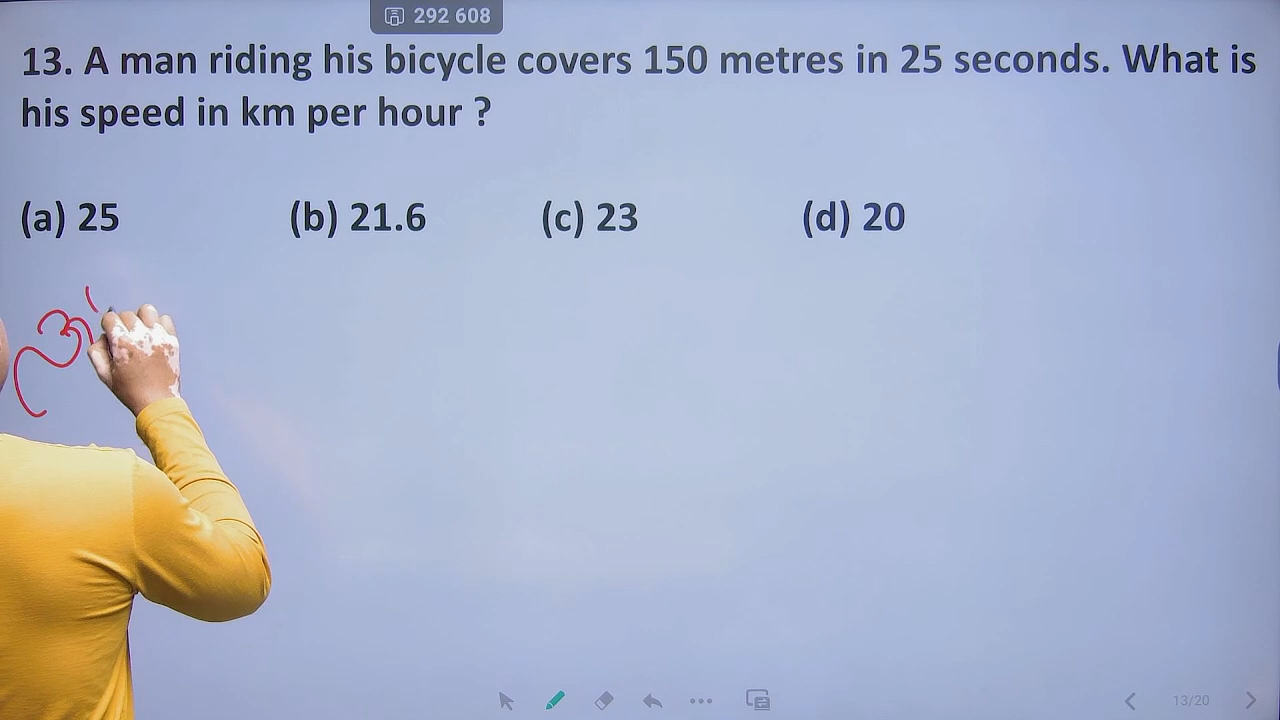 292 608
13. A man riding his bicycle covers 150 metres in 25 seconds. What is
his speed in km per hour ?
(a) 25 (b) 21.6 (c) 23 (d) 20
13/20